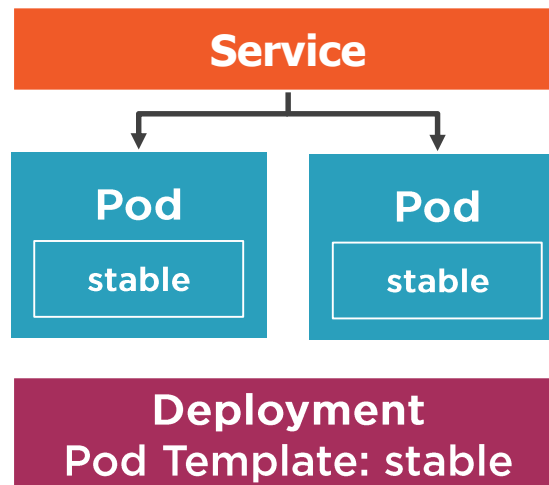 Service
Pod
stable
Pod
stable
Deployment
Pod Template: stable